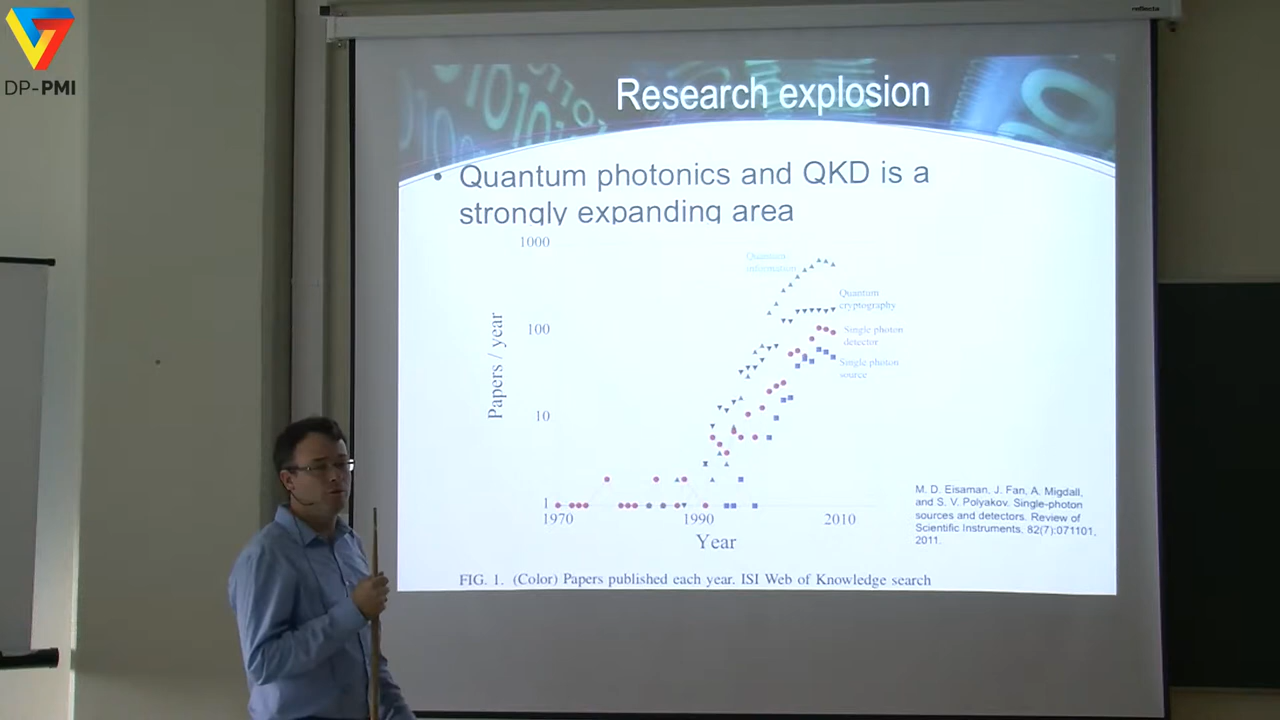 reflecta
DP-PMI
Research explosion
• Quantum photonics and QKD is a
strongly expanding area
1000
100
10
1
Papers / year
Quantum
information
Quantum
cryptography
Single photon
detector
Single photon
source
1970
1990
2010
Year
M. D. Eisaman, J. Fan, A. Migdall,
and S. V. Polyakov. Single-photon
sources and detectors. Review of
Scientific Instruments, 82(7):071101,
2011.
FIG. 1. (Color) Papers published each year. ISI Web of Knowledge search